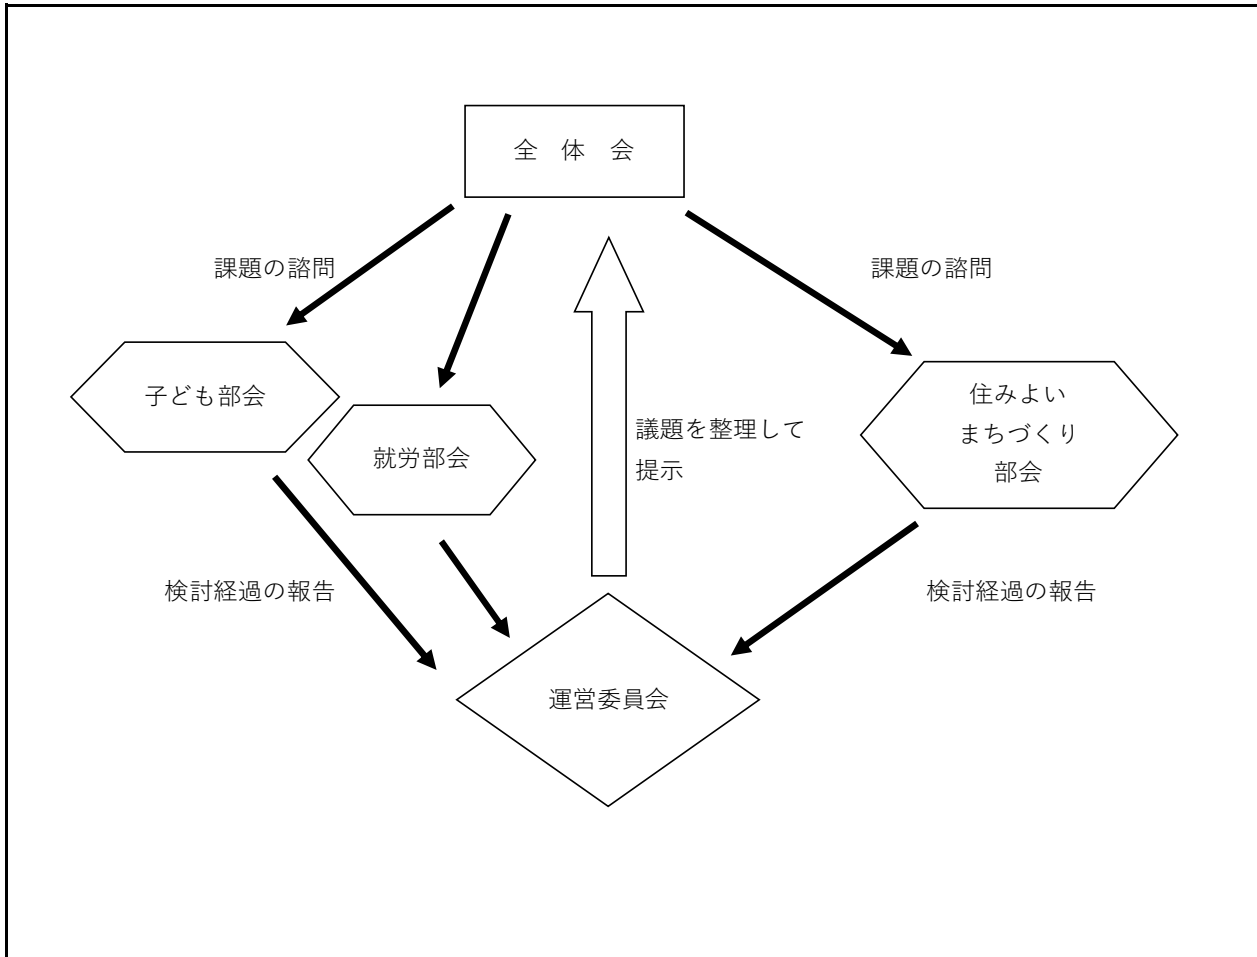 全　体　会
課題の諮問
課題の諮問
子ども部会
就労部会
議題を整理して
提示
住みよい
まちづくり
部会
検討経過の報告
検討経過の報告
運営委員会